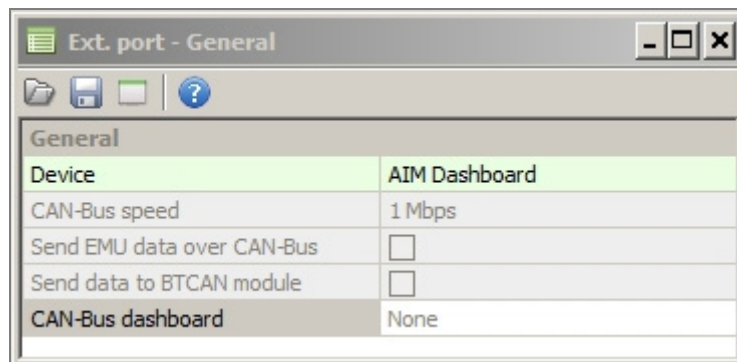 Ext. port - General
General
Device AIM Dashboard
CAN-Bus speed 1 Mbps
Send EMU data over CAN-Bus
Send data to BTCAN module
CAN-Bus dashboard None